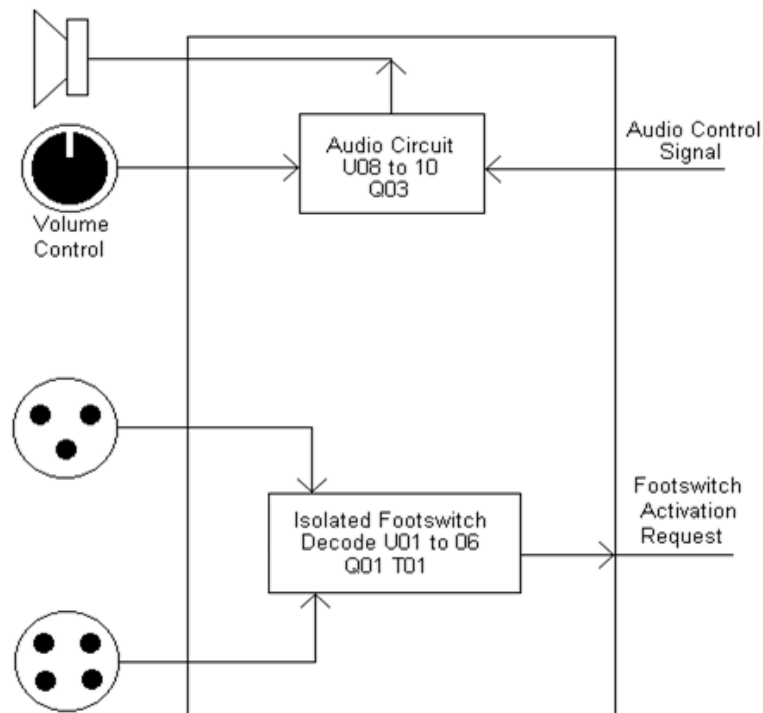 Audio Circuit
U08 to 10
Q03
Audio Control
Signal
Volume
Control
Isolated Footswitch
Decode U01 to 06
Q01 T01
Footswitch
Activation
Request